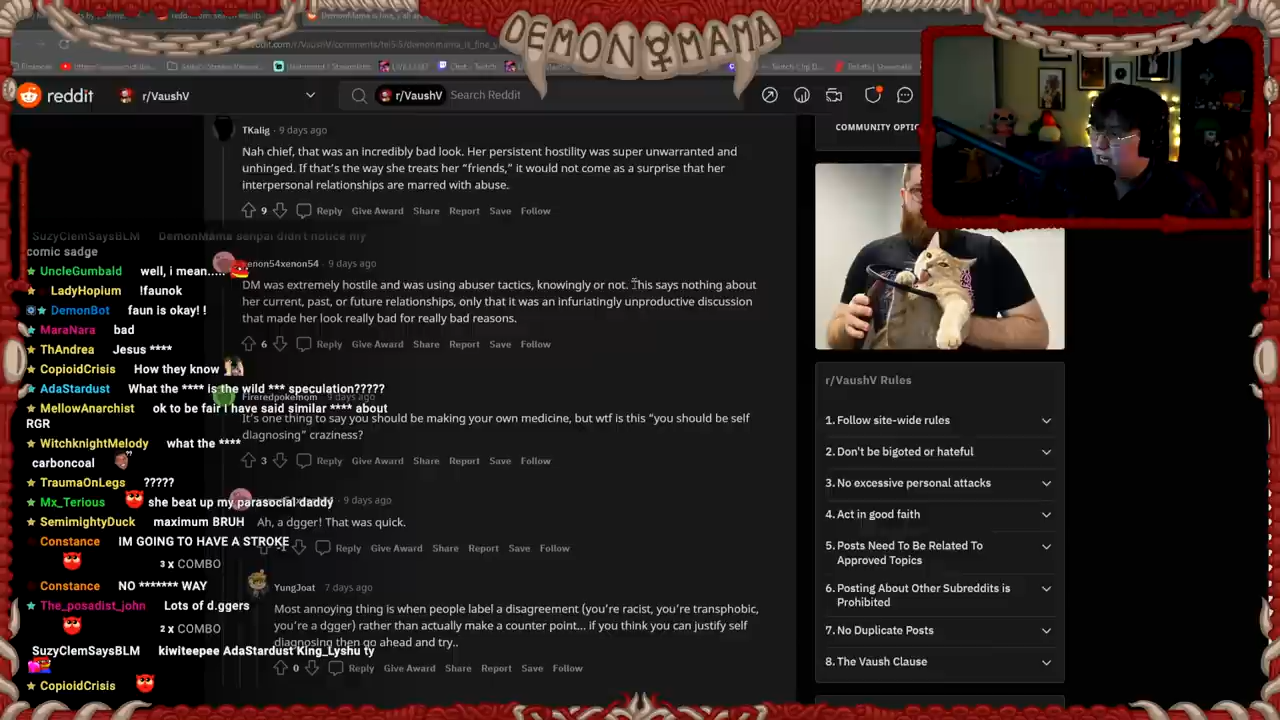 DEMON MAMA
reddit
r/VaushV
r/VaushV
Search Reddit
TKalig · 9 days ago
Nah chief, that was an incredibly bad look. Her persistent hostility was super unwarranted and
unhinged. If that's the way she treats her “friends,” it would not come as a surprise that her
interpersonal relationships are marred with abuse.
9 Reply Give Award Share Report Save Follow
xenon54xenon54 · 9 days ago
DM was extremely hostile and was using abuser tactics, knowingly or not. This says nothing about
her current, past, or future relationships, only that it was an infuriatingly unproductive discussion
that made her look really bad for really bad reasons.
6 Reply Give Award Share Report Save Follow
Fireredpokemom · 9 days ago
It's one thing to say you should be making your own medicine, but wtf is this “you should be self
diagnosing” craziness?
3 Reply Give Award Share Report Save Follow
9 days ago
Ah, a dgger! That was quick.
-1 Reply Give Award Share Report Save Follow
YungJoat · 7 days ago
Most annoying thing is when people label a disagreement (you're racist, you're transphobic,
you're a dgger) rather than actually make a counter point... if you think you can justify self
diagnosing then go ahead and try..
0 Reply Give Award Share Report Save Follow
SuzyClemSaysBLM DemonMama senpai didn't notice my
comic sadge
UncleGumbald well, i mean.....
LadyHopium !faunok
DemonBot faun is okay! !
MaraNara bad
ThAndrea Jesus ****
CopioidCrisis How they know
AdaStardust What the **** is the wild *** speculation?????
MellowAnarchist ok to be fair i have said similar **** about
RGR
WitchknightMelody what the ****
carboncoal
TraumaOnLegs ?????
Mx_Terious she beat up my parasocial daddy
SemimightyDuck maximum BRUH
Constance IM GOING TO HAVE A STROKE
3 x COMBO
Constance NO ******* WAY
The_posadist_john Lots of d.ggers
2 x COMBO
SuzyClemSaysBLM kiwiteepee AdaStardust King_Lyshu ty
CopioidCrisis
COMMUNITY OPTIO
r/VaushV Rules
1. Follow site-wide rules
2. Don't be bigoted or hateful
3. No excessive personal attacks
4. Act in good faith
5. Posts Need To Be Related To
Approved Topics
6. Posting About Other Subreddits is
Prohibited
7. No Duplicate Posts
8. The Vaush Clause